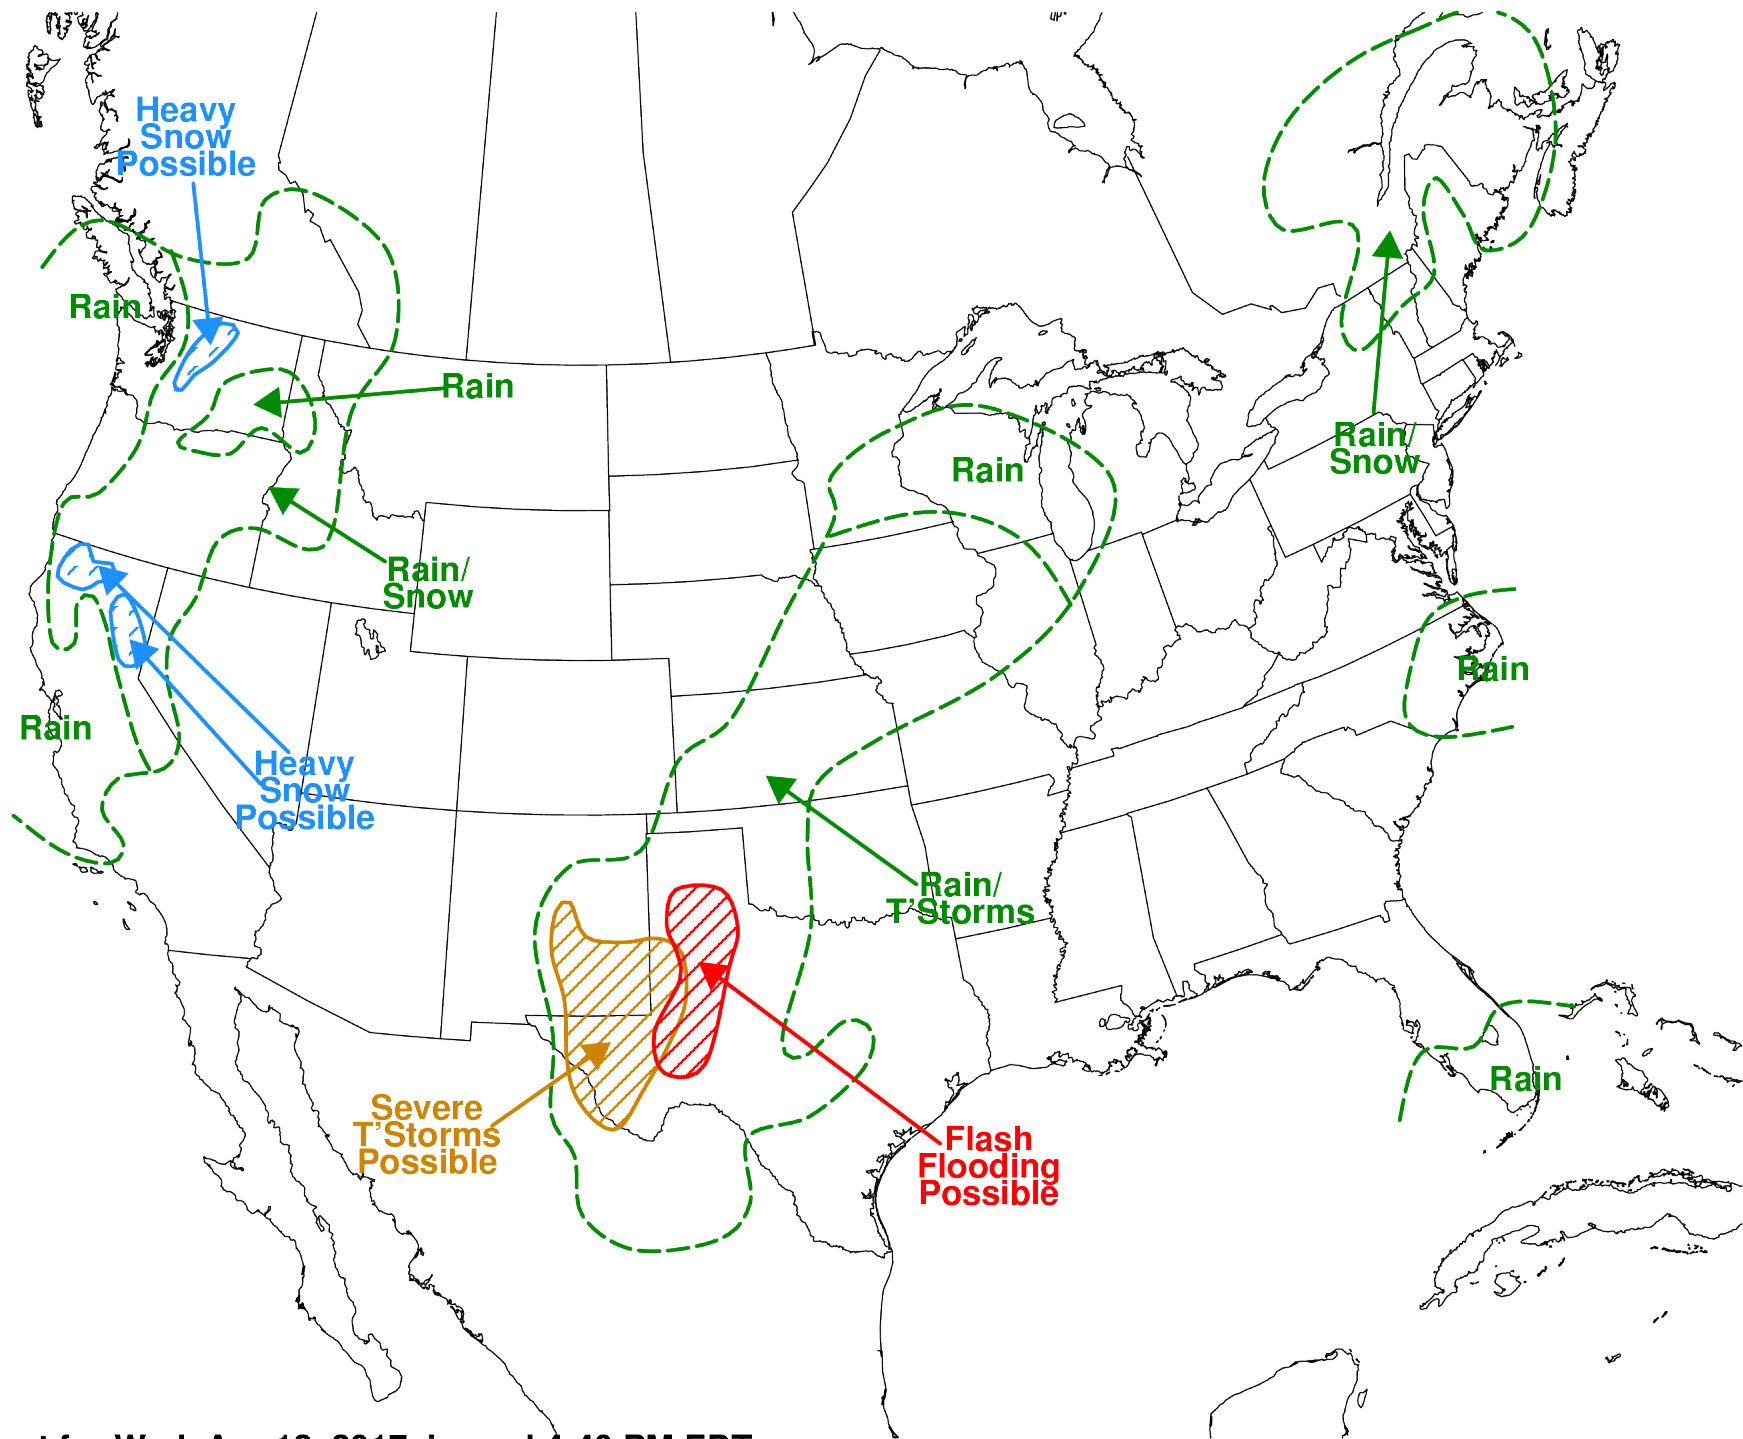 Heavy
Snow
Possible
Rain
Rain
Rain/
Snow
Rain
Rain/
Snow
Rain
Rain
Heavy
Snow
Possible
Rain/
T'Storms
Rain
Severe
T'Storms
Possible
Flash
Flooding
Possible